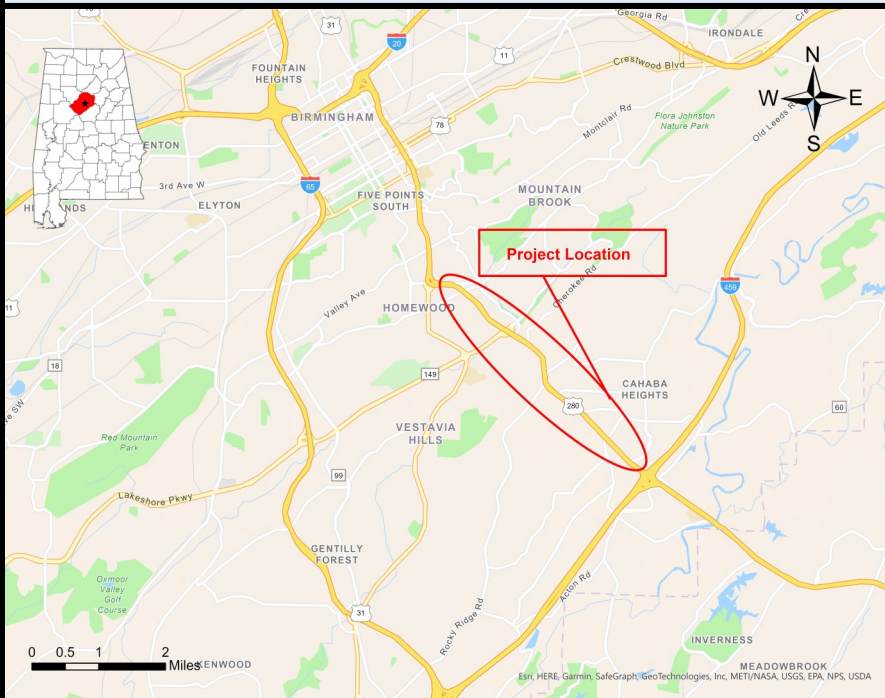 31
Georgia Rd
IRONDALE
20
11
Crestwood Blvd
FOUNTAIN
HEIGHTS
N
W
E
S
BIRMINGHAM
78
Montclair Rd
Flora Johnston
Nature Park
Old Leeds R
ENTON
3rd Ave W
65
ELYTON
FIVE POINTS
SOUTH
MOUNTAIN
BROOK
Project Location
Cherokee Rd
459
11
Valley Ave
HOMEWOOD
18
149
CAHABA
HEIGHTS
280
60
Ave SW
Red Mountain
Park
VESTAVIA
HILLS
99
Lakeshore Pkwy
GENTILLY
FOREST
Oxmoor
Valley
Golf
Course
31
Rocky Ridge Rd
Acton Rd
INVERNESS
0 0.5 1 2
Miles
KENWOOD
MEADOWBROOK
Esri, HERE, Garmin, SafeGraph, GeoTechnologies, Inc, METI/NASA, USGS, EPA, NPS, USDA